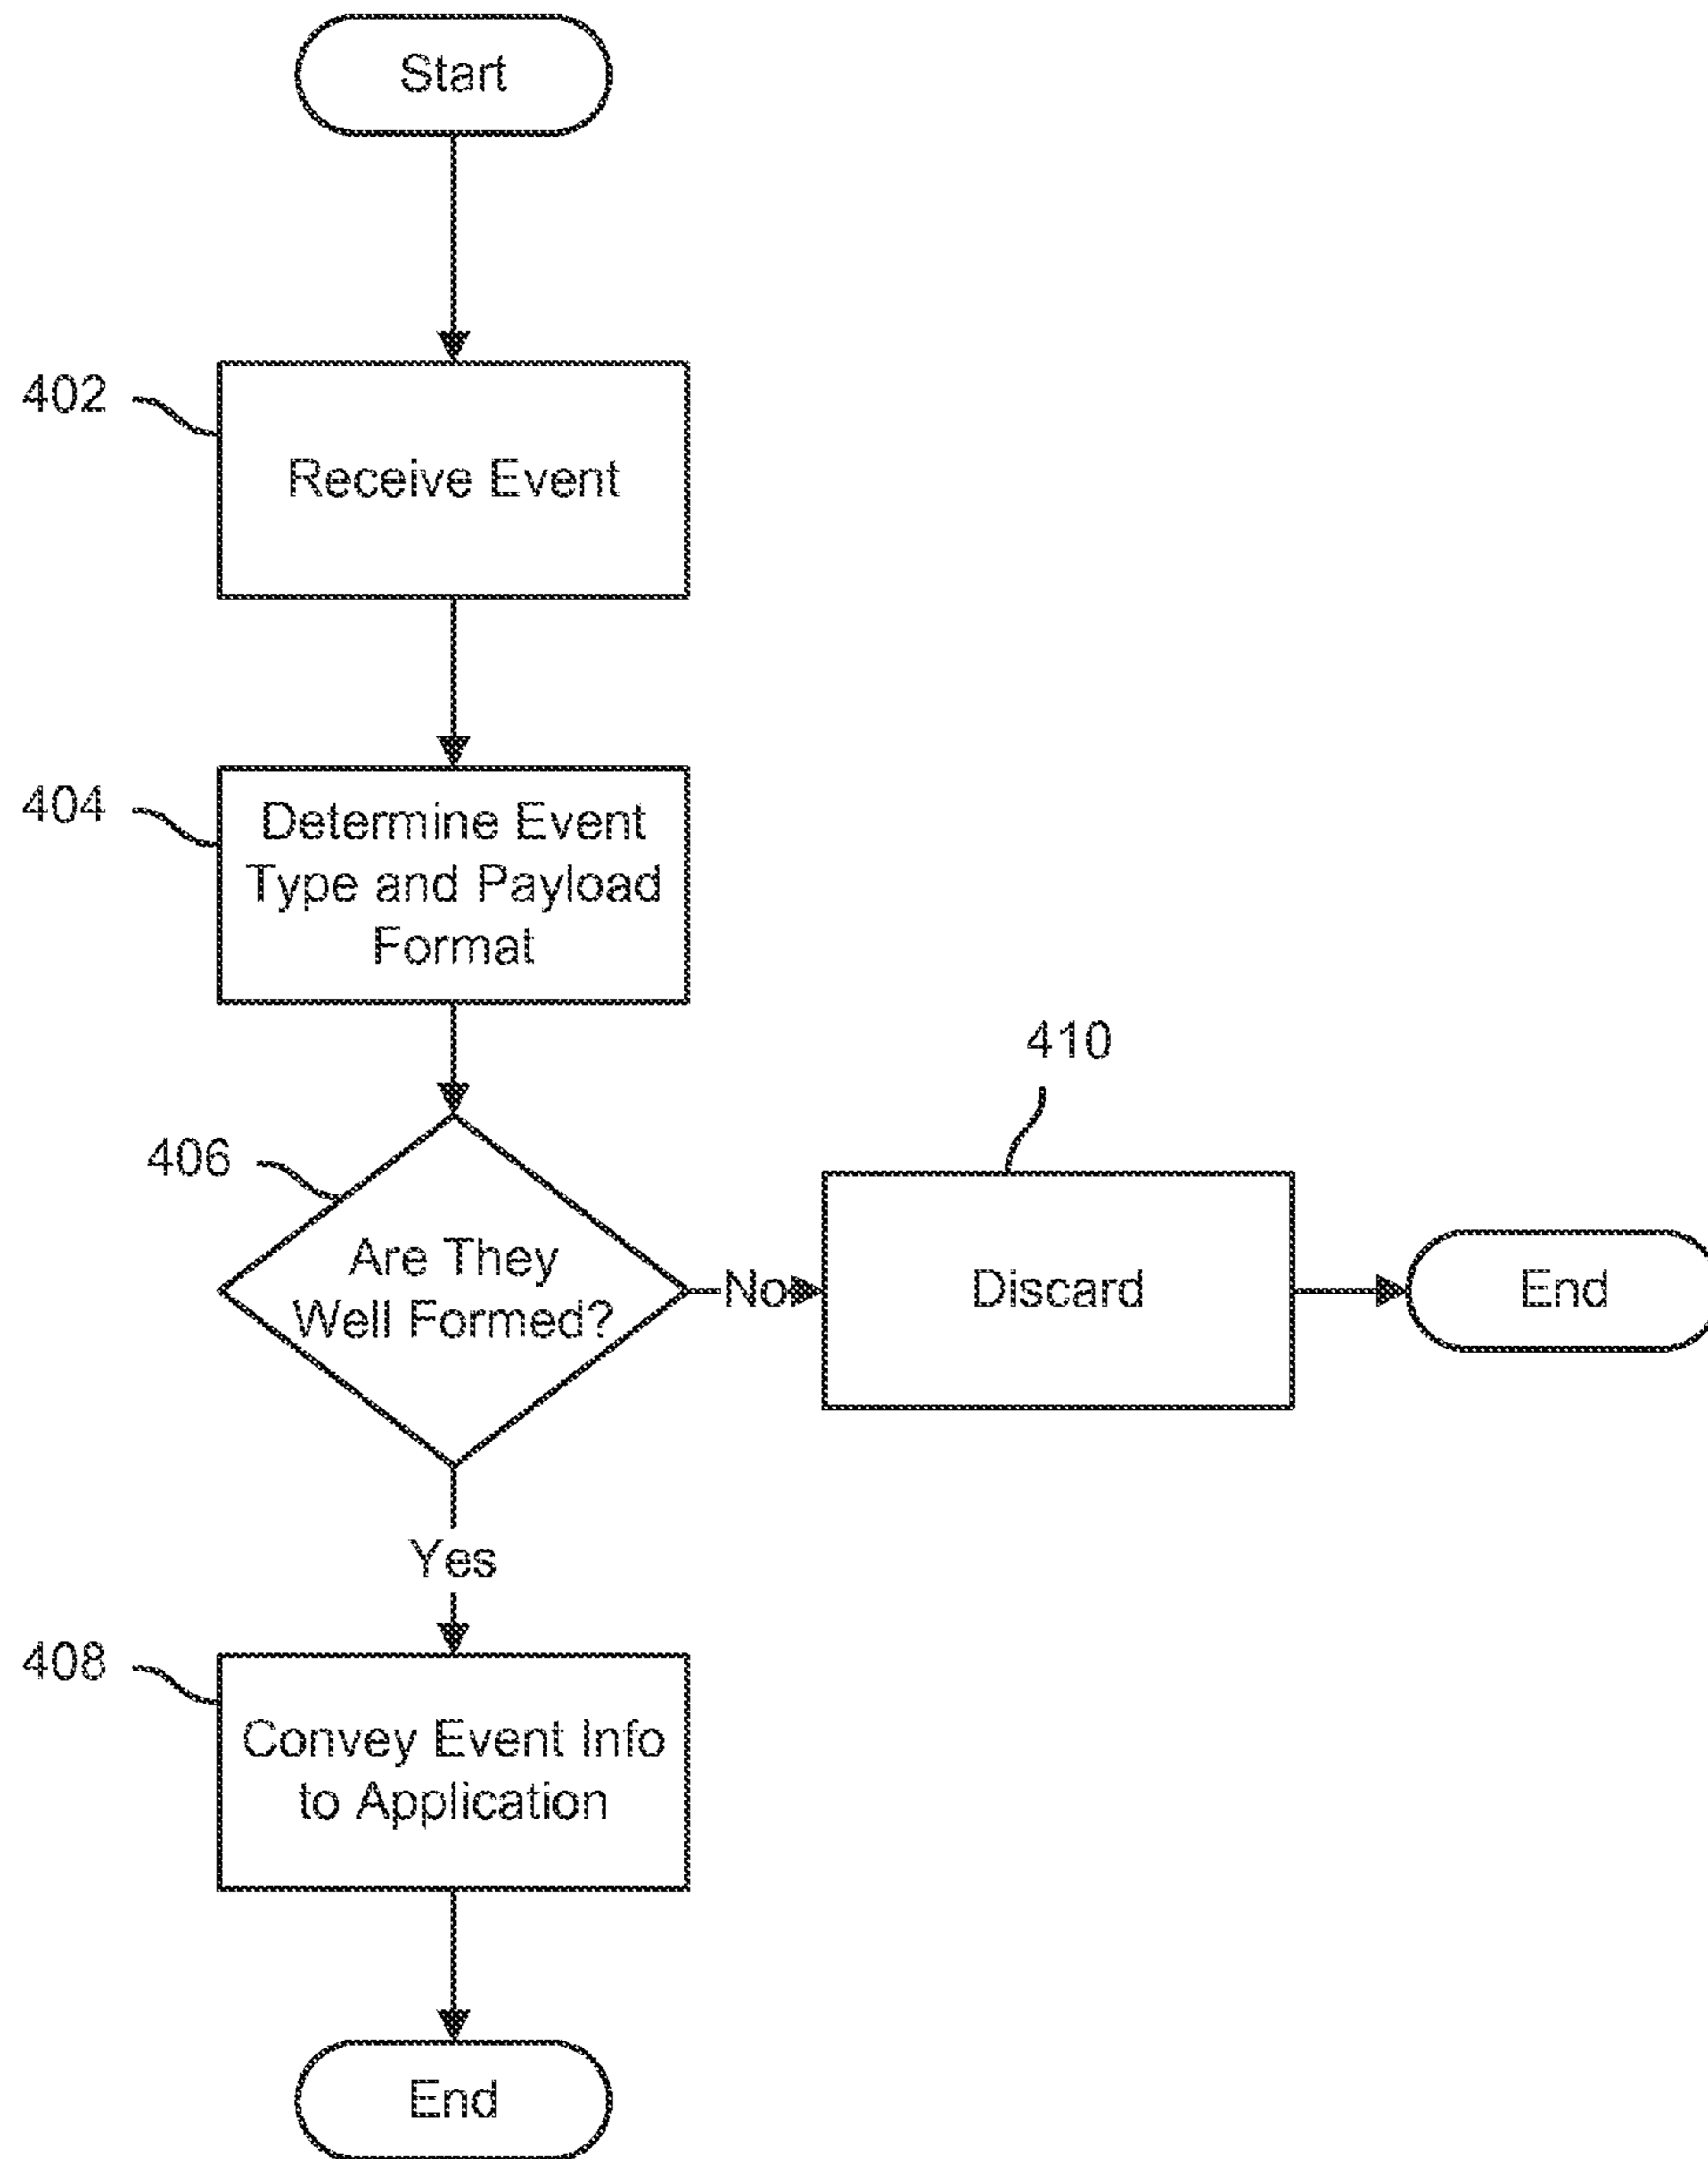 Start
402
Receive Event
404
Determine Event
Type and Payload
Format
410
406
Are They
Well Formed?
No
Discard
End
Yes
408
Convey Event Info
to Application
End